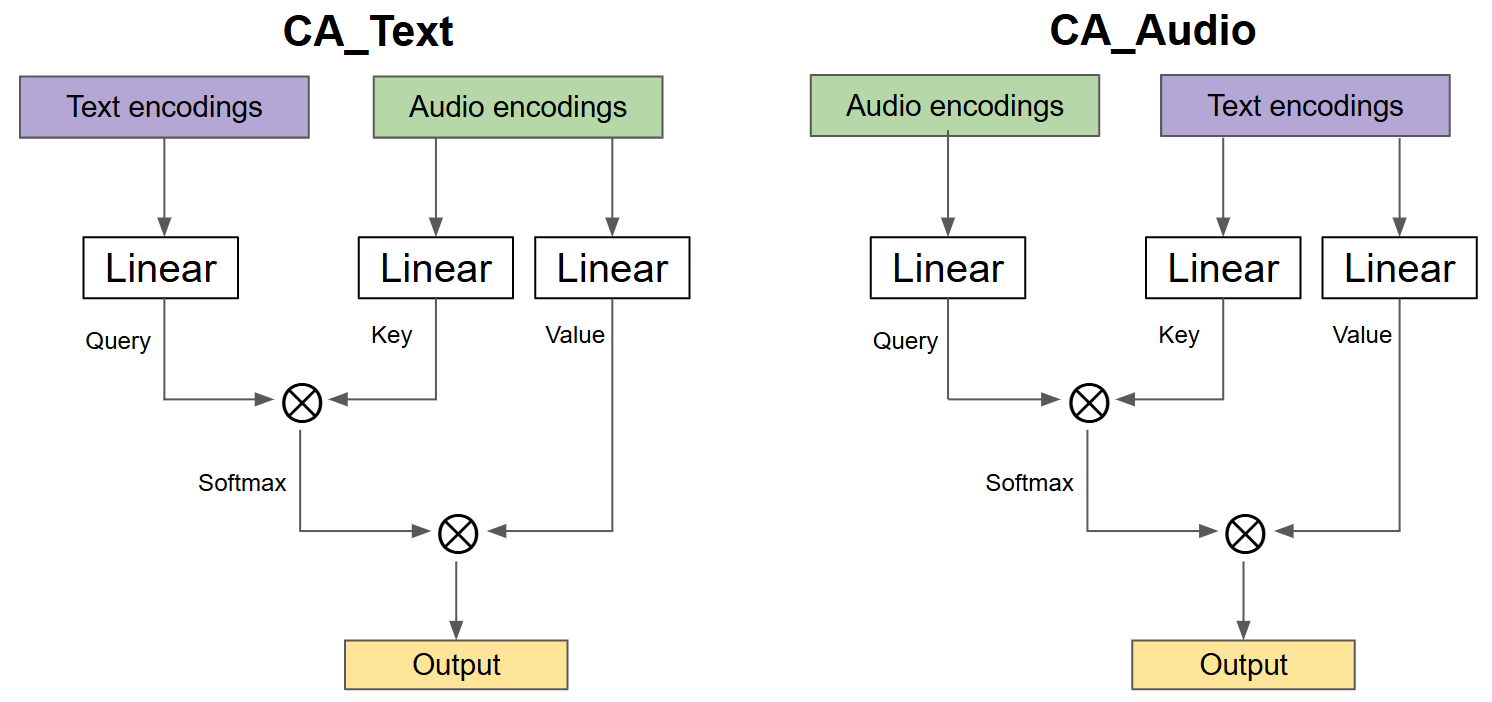 CA_Text
Text encodings
Audio encodings
Linear
Linear
Linear
Query
Key
Value
Softmax
Output
CA_Audio
Audio encodings
Text encodings
Linear
Linear
Linear
Query
Key
Value
Softmax
Output